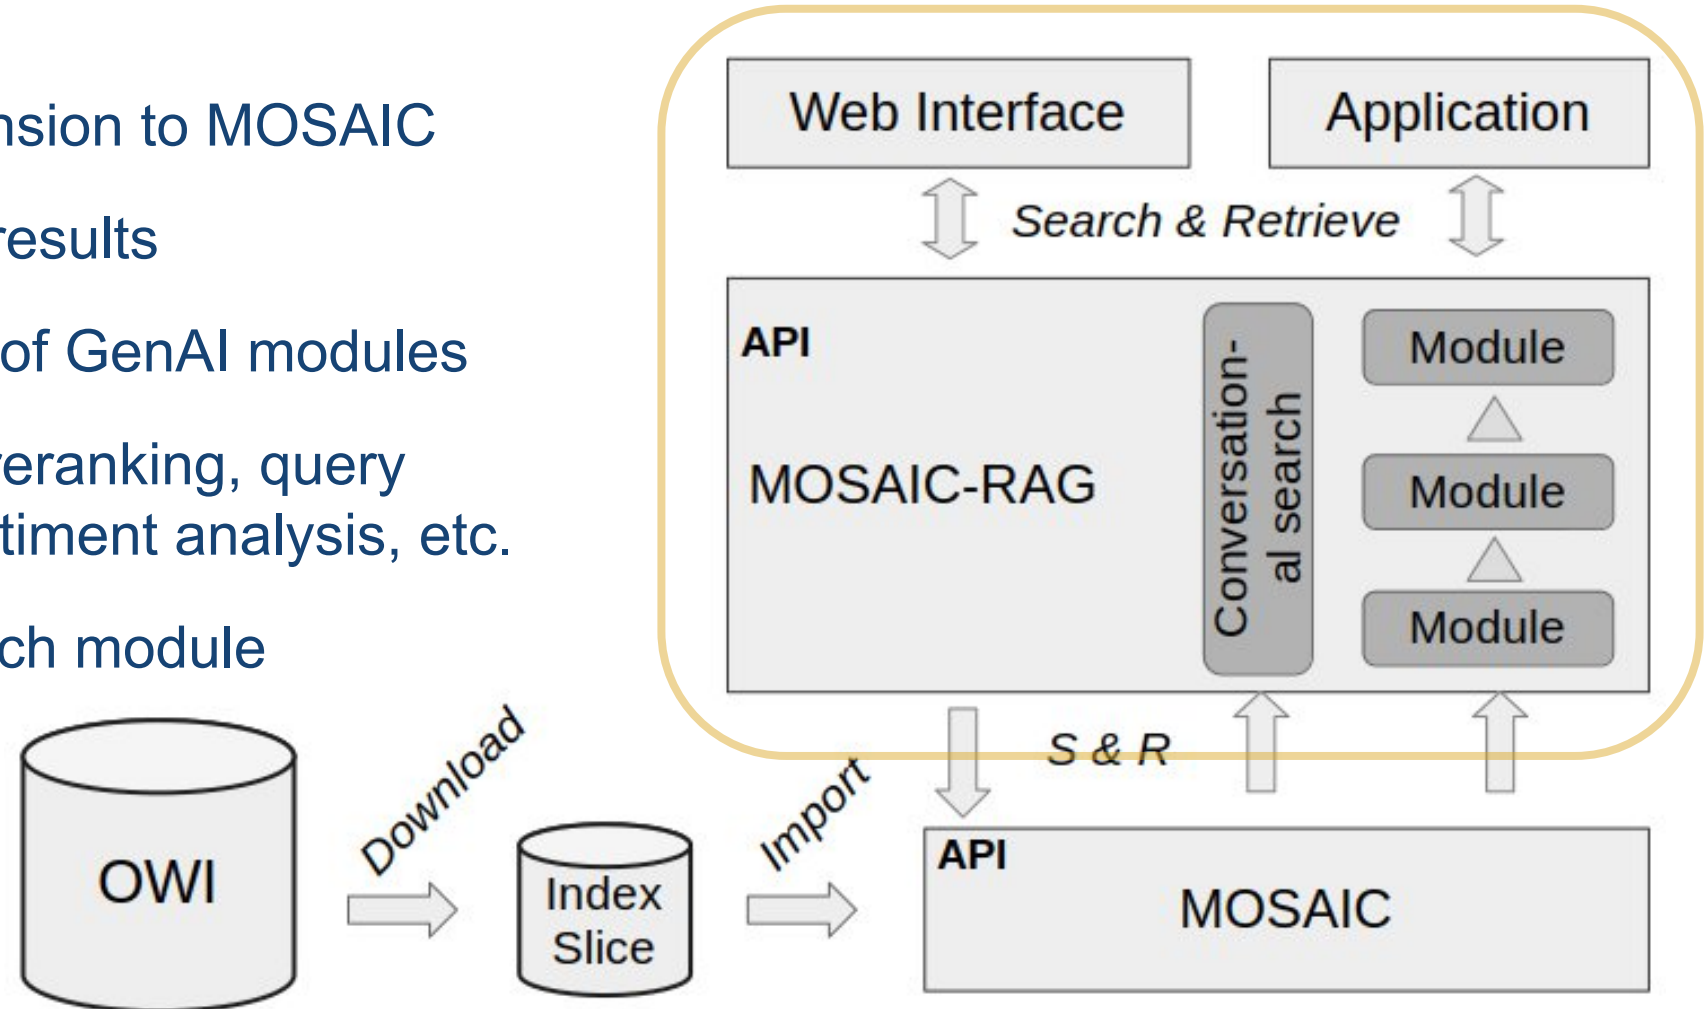 nsion to MOSAIC
results
of GenAI modules
reranking, query
timent analysis, etc.
ch module
Web Interface
Application
Search & Retrieve
API
MOSAIC-RAG
Conversation-
al search
Module
Module
Module
S & R
OWI
Download
Index
Slice
Import
API
MOSAIC